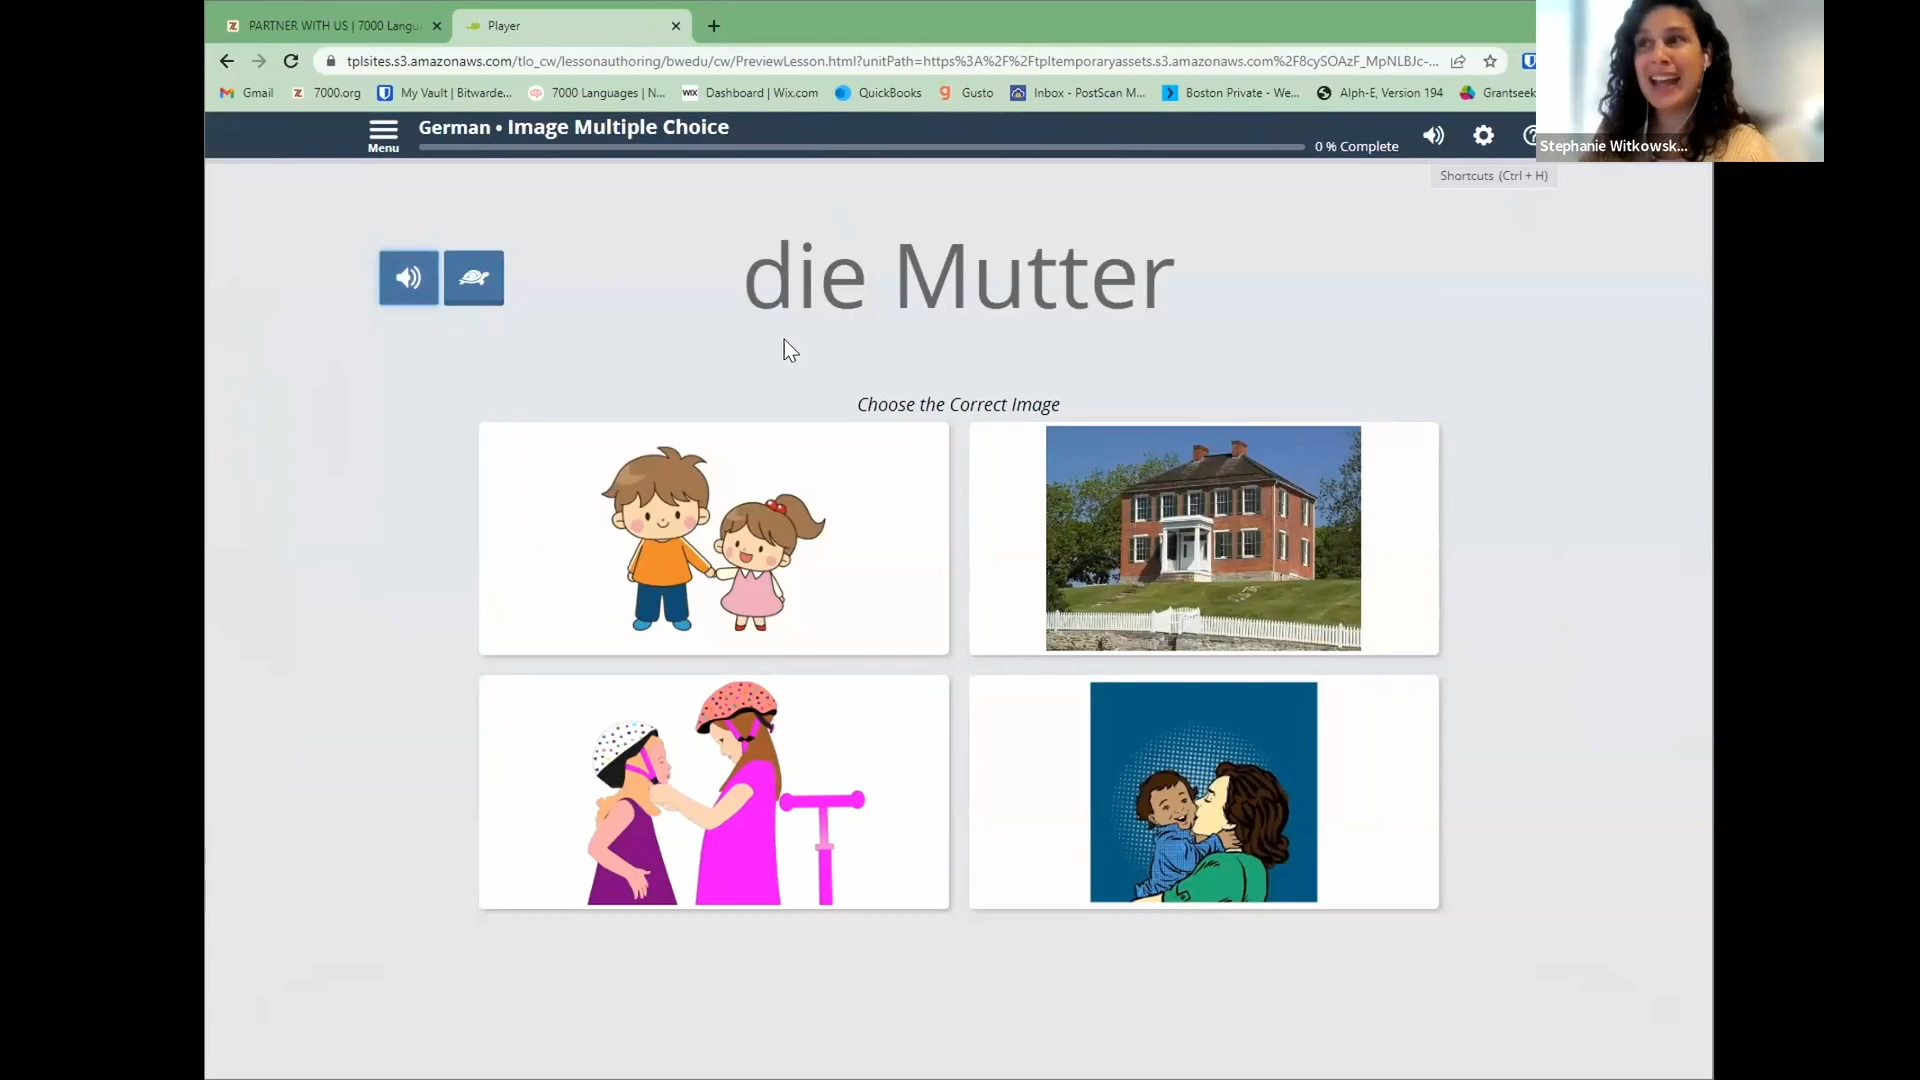 PARTNER WITH US | 7000 Langu
Player
tplsites.s3.amazonaws.com/tlo_cw/lessonauthoring/bwedu/cw/PreviewLesson.html?unitPath=https%3A%2F%2Ftpltemporaryassets.s3.amazonaws.com%2F8cySOAzF_MpNLBJc-...
Gmail 7000.org My Vault | Bitwarde... 7000 Languages | N... WIX Dashboard | Wix.com QuickBooks Gusto Inbox - PostScan M... Boston Private - We... Alph-E, Version 194 Grantseek
Stephanie Witkowsk...
Menu
German • Image Multiple Choice
0 % Complete
Shortcuts (Ctrl + H)
die Mutter
Choose the Correct Image